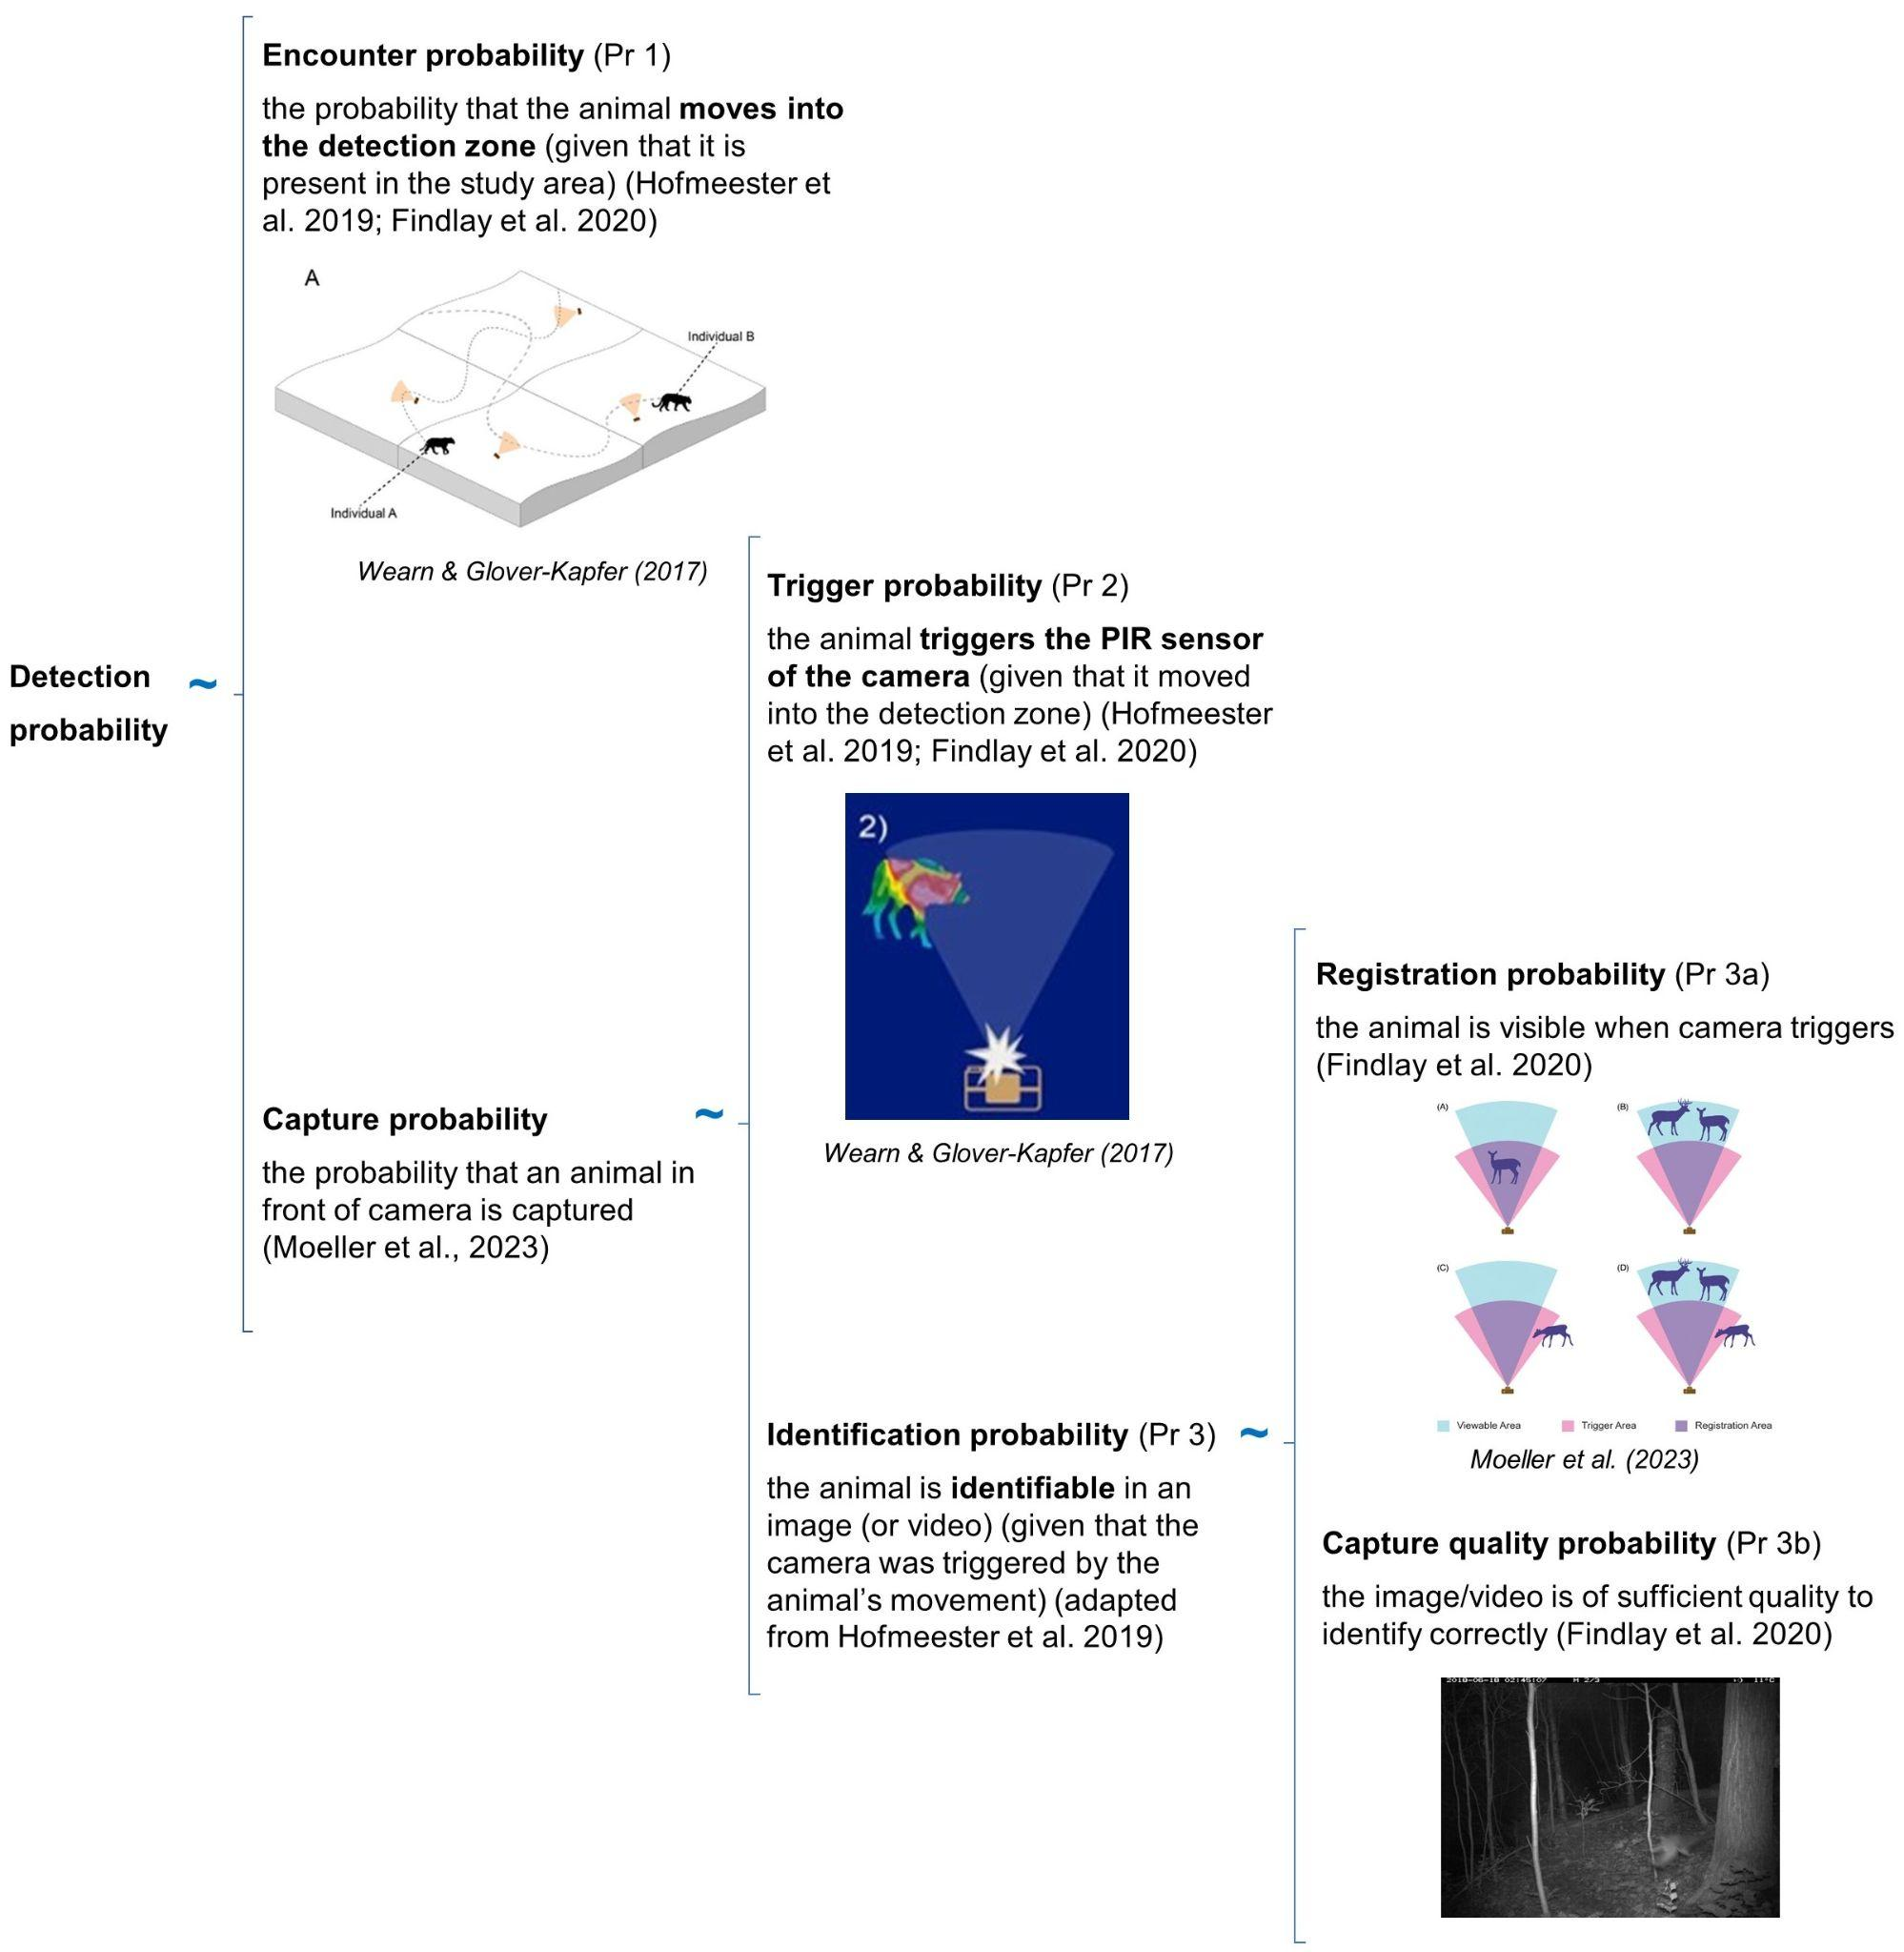 Encounter probability (Pr 1)
the probability that the animal moves into
the detection zone (given that it is
present in the study area) (Hofmeester et
al. 2019; Findlay et al. 2020)
A
Individual B
Individual A
Wearn & Glover-Kapfer (2017)
Detection
probability
~
Trigger probability (Pr 2)
the animal triggers the PIR sensor
of the camera (given that it moved
into the detection zone) (Hofmeester
et al. 2019; Findlay et al. 2020)
2)
Wearn & Glover-Kapfer (2017)
Capture probability
~
the probability that an animal in
front of camera is captured
(Moeller et al., 2023)
Registration probability (Pr 3a)
the animal is visible when camera triggers
(Findlay et al. 2020)
(A)
(B)
(C)
(D)
Viewable Area
Trigger Area
Registration Area
Moeller et al. (2023)
Identification probability (Pr 3)
~
the animal is identifiable in an
image (or video) (given that the
camera was triggered by the
animal’s movement) (adapted
from Hofmeester et al. 2019)
Capture quality probability (Pr 3b)
the image/video is of sufficient quality to
identify correctly (Findlay et al. 2020)
M 2/3
11°C